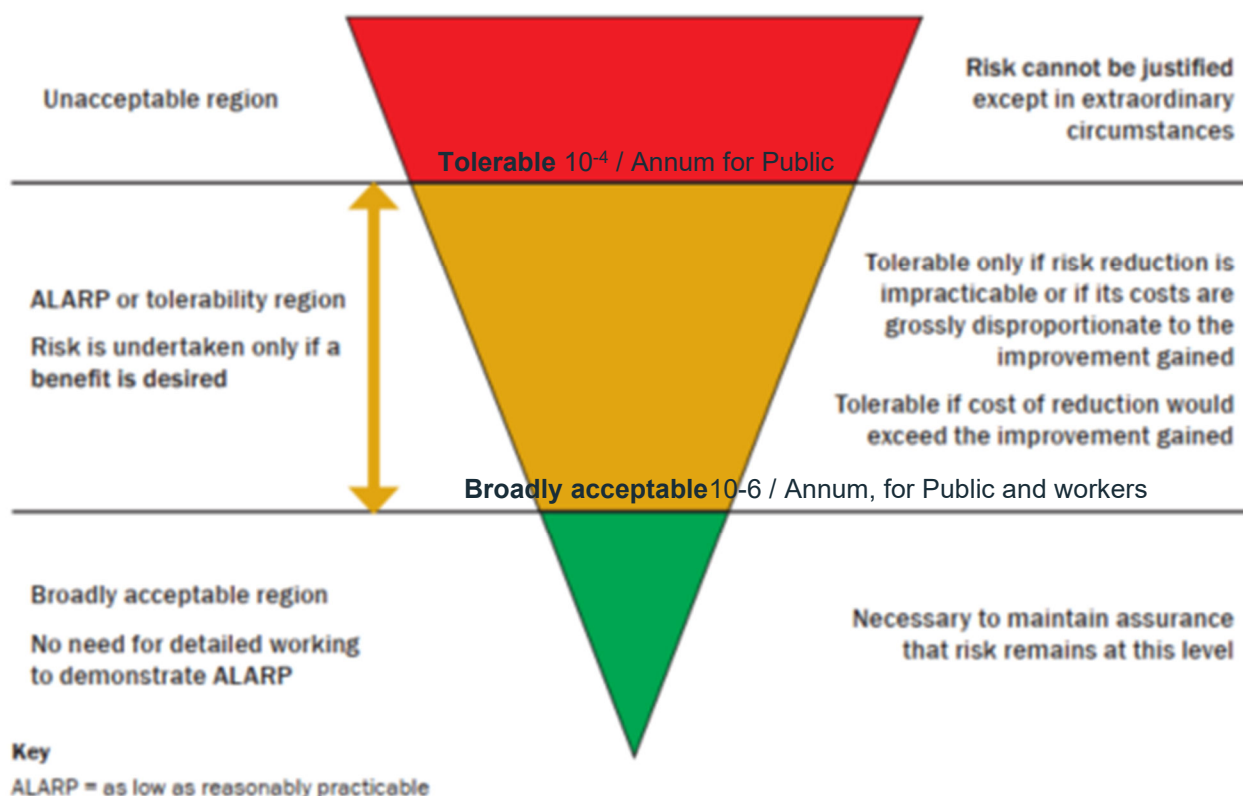 Unacceptable region
Risk cannot be justified
except in extraordinary
circumstances
Tolerable 10⁻⁴ / Annum for Public
ALARP or tolerability region
Risk is undertaken only if a
benefit is desired
Tolerable only if risk reduction is
impracticable or if its costs are
grossly disproportionate to the
improvement gained
Tolerable if cost of reduction would
exceed the improvement gained
Broadly acceptable10-6 / Annum, for Public and workers
Broadly acceptable region
No need for detailed working
to demonstrate ALARP
Necessary to maintain assurance
that risk remains at this level
Key
ALARP = as low as reasonably practicable